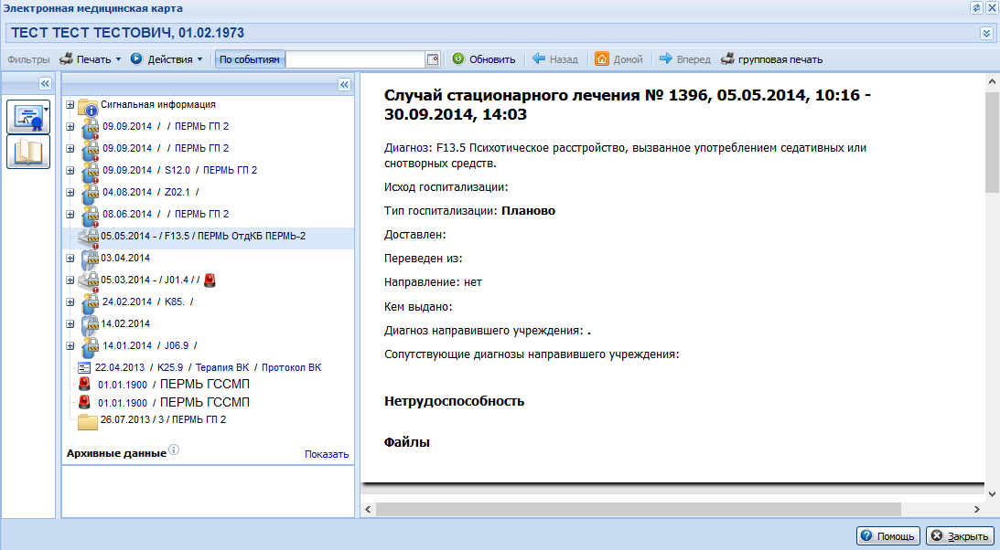 Электронная медицинская карта
ТЕСТ ТЕСТ ТЕСТОВИЧ, 01.02.1973
Фильтры Печать Действия По событиям Обновить Назад Домой Вперед групповая печать
Сигнальная информация
09.09.2014 / / ПЕРМЬ ГП 2
09.09.2014 / / ПЕРМЬ ГП 2
09.09.2014 / S12.0 / ПЕРМЬ ГП 2
04.08.2014 / Z02.1 /
08.06.2014 / / ПЕРМЬ ГП 2
05.05.2014 - / F13.5 / ПЕРМЬ ОтдКБ ПЕРМЬ-2
03.04.2014
05.03.2014 - / J01.4 / /
24.02.2014 / K85. /
14.02.2014
14.01.2014 / J06.9 /
22.04.2013 / K25.9 / Терапия ВК / Протокол ВК
01.01.1900 / ПЕРМЬ ГССМП
01.01.1900 / ПЕРМЬ ГССМП
26.07.2013 / 3 / ПЕРМЬ ГП 2
Архивные данные Показать
Случай стационарного лечения № 1396, 05.05.2014, 10:16 -
30.09.2014, 14:03
Диагноз: F13.5 Психотическое расстройство, вызванное употреблением седативных или
снотворных средств.
Исход госпитализации:
Тип госпитализации: Планово
Доставлен:
Переведен из:
Направление: нет
Кем выдано:
Диагноз направившего учреждения: .
Сопутствующие диагнозы направившего учреждения:
Нетрудоспособность
Файлы
Помощь Закрыть